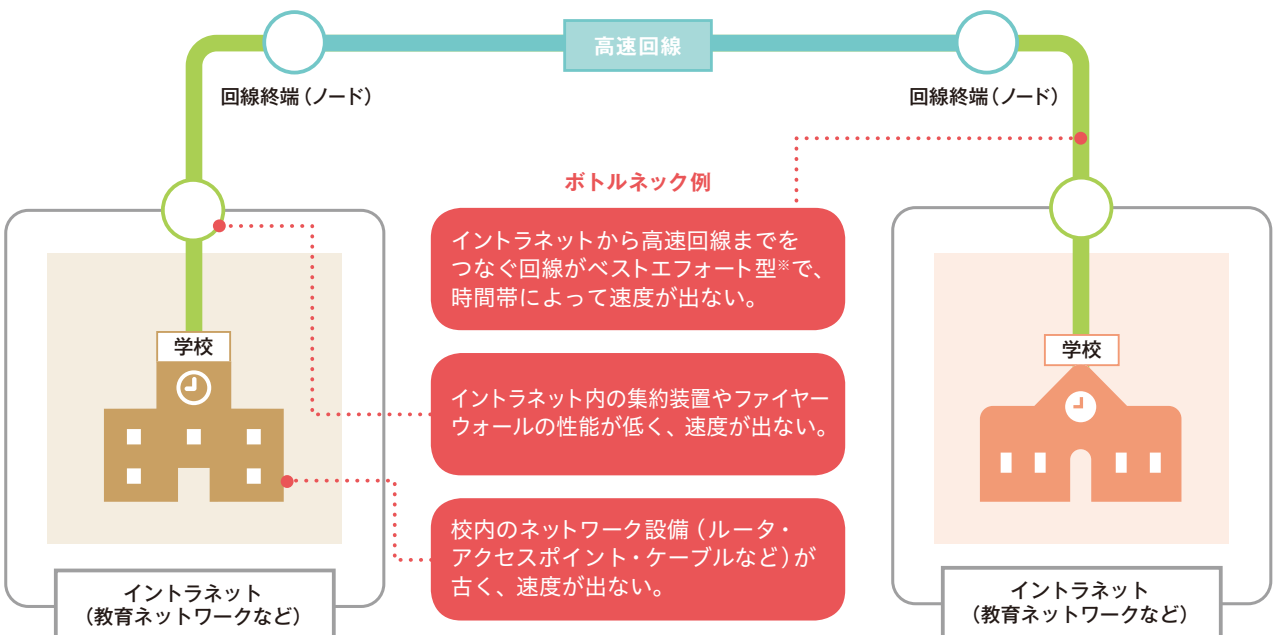 高速回線
回線終端（ノード）
回線終端（ノード）
ボトルネック例
イントラネットから高速回線までを
つなぐ回線がベストエフォート型※で、
時間帯によって速度が出ない。
イントラネット内の集約装置やファイヤー
ウォールの性能が低く、速度が出ない。
校内のネットワーク設備（ルータ・
アクセスポイント・ケーブルなど）が
古く、速度が出ない。
学校
学校
イントラネット
（教育ネットワークなど）
イントラネット
（教育ネットワークなど）